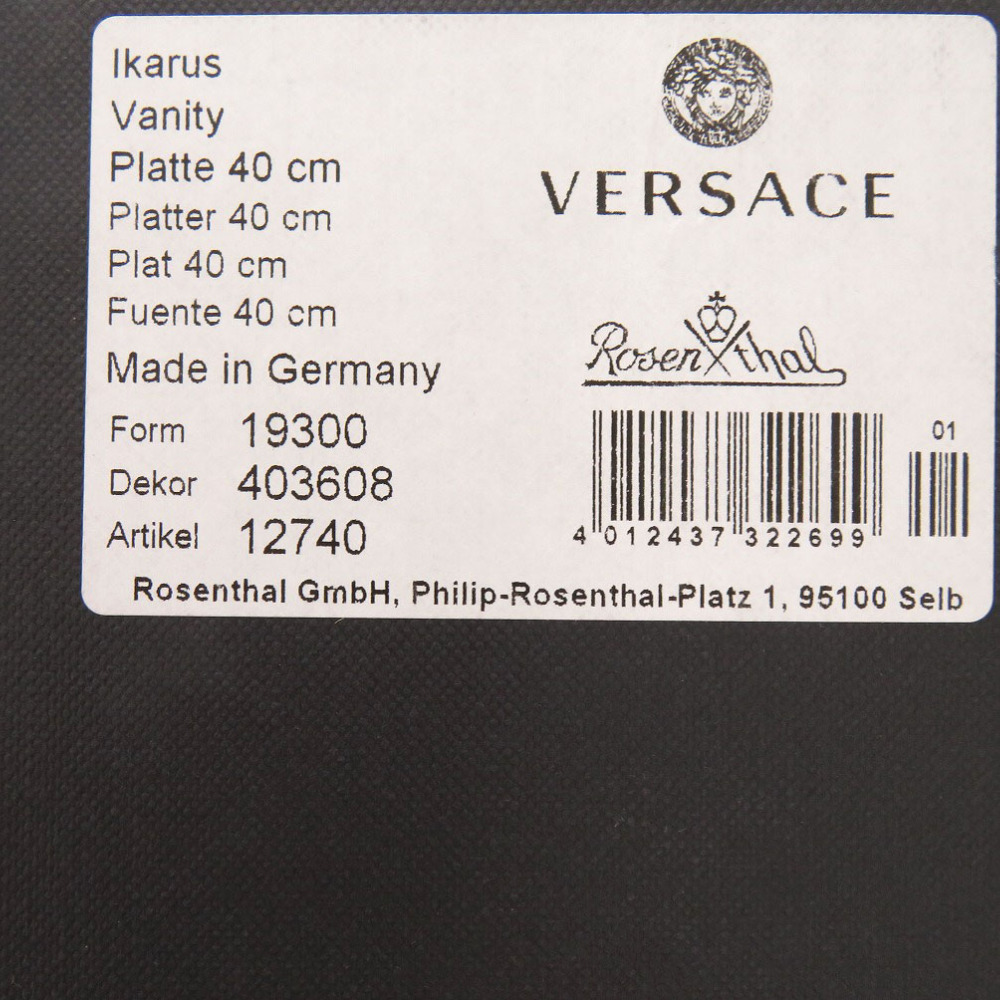 Ikarus
Vanity
Platte 40 cm
Platter 40 cm
Plat 40 cm
Fuente 40 cm
Made in Germany
Form 19300
Dekor 403608
Artikel 12740
VERSACE
Rosenthal
01
4 012437 322699
Rosenthal GmbH, Philip-Rosenthal-Platz 1, 95100 Selb